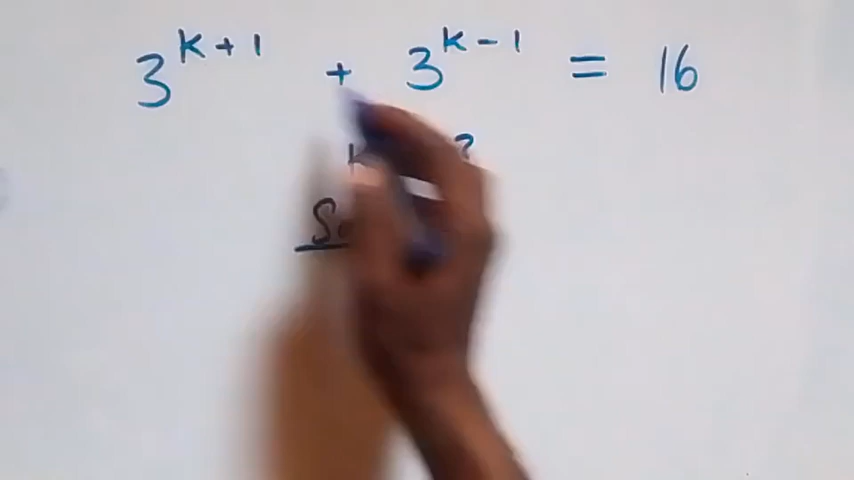 3^{k+1} + 3^{k-1} = 16
?